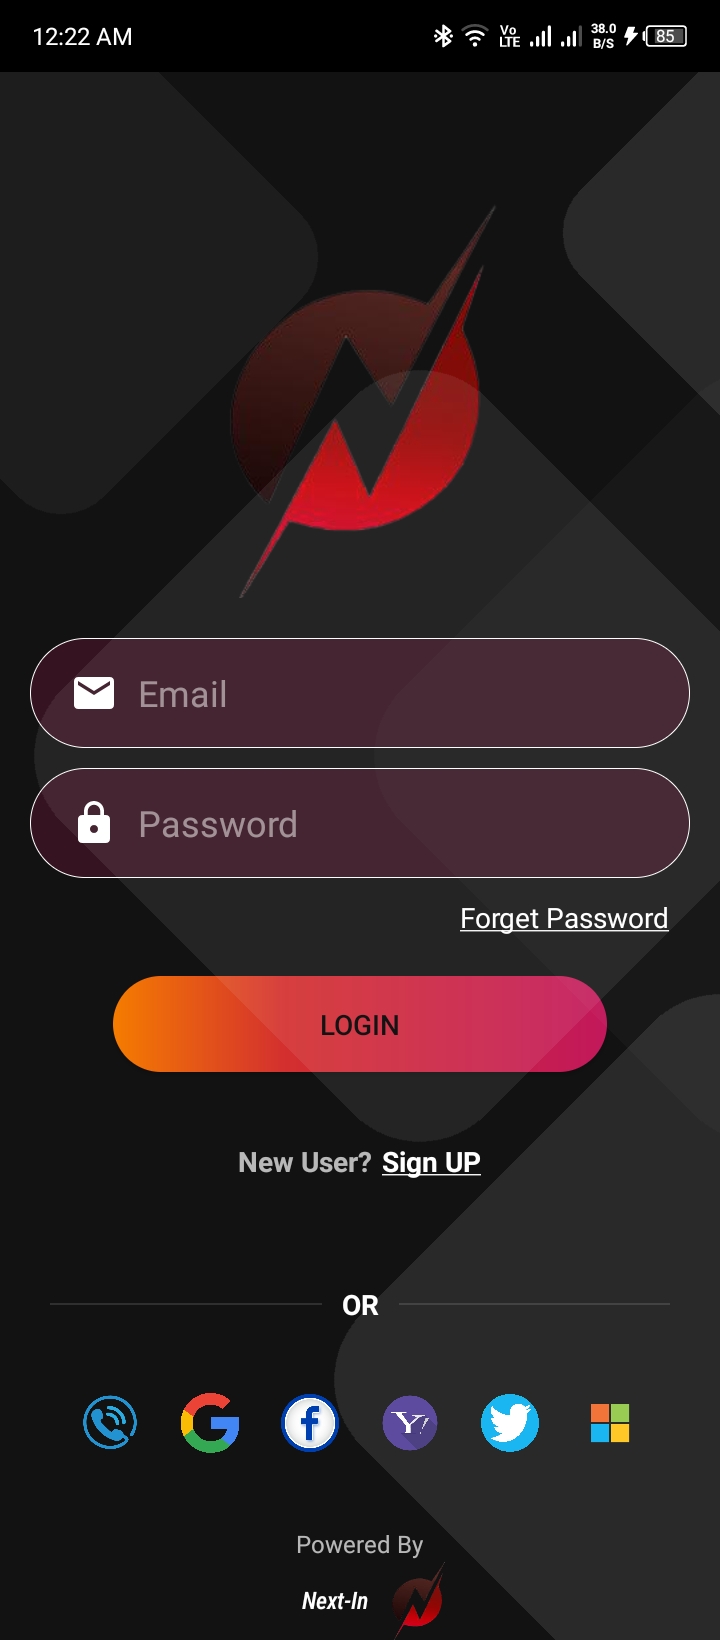 12:22 AM Vo LTE 38.0 B/S 85
Email
Password
Forget Password
LOGIN
New User? Sign UP
OR
Powered By
Next-In